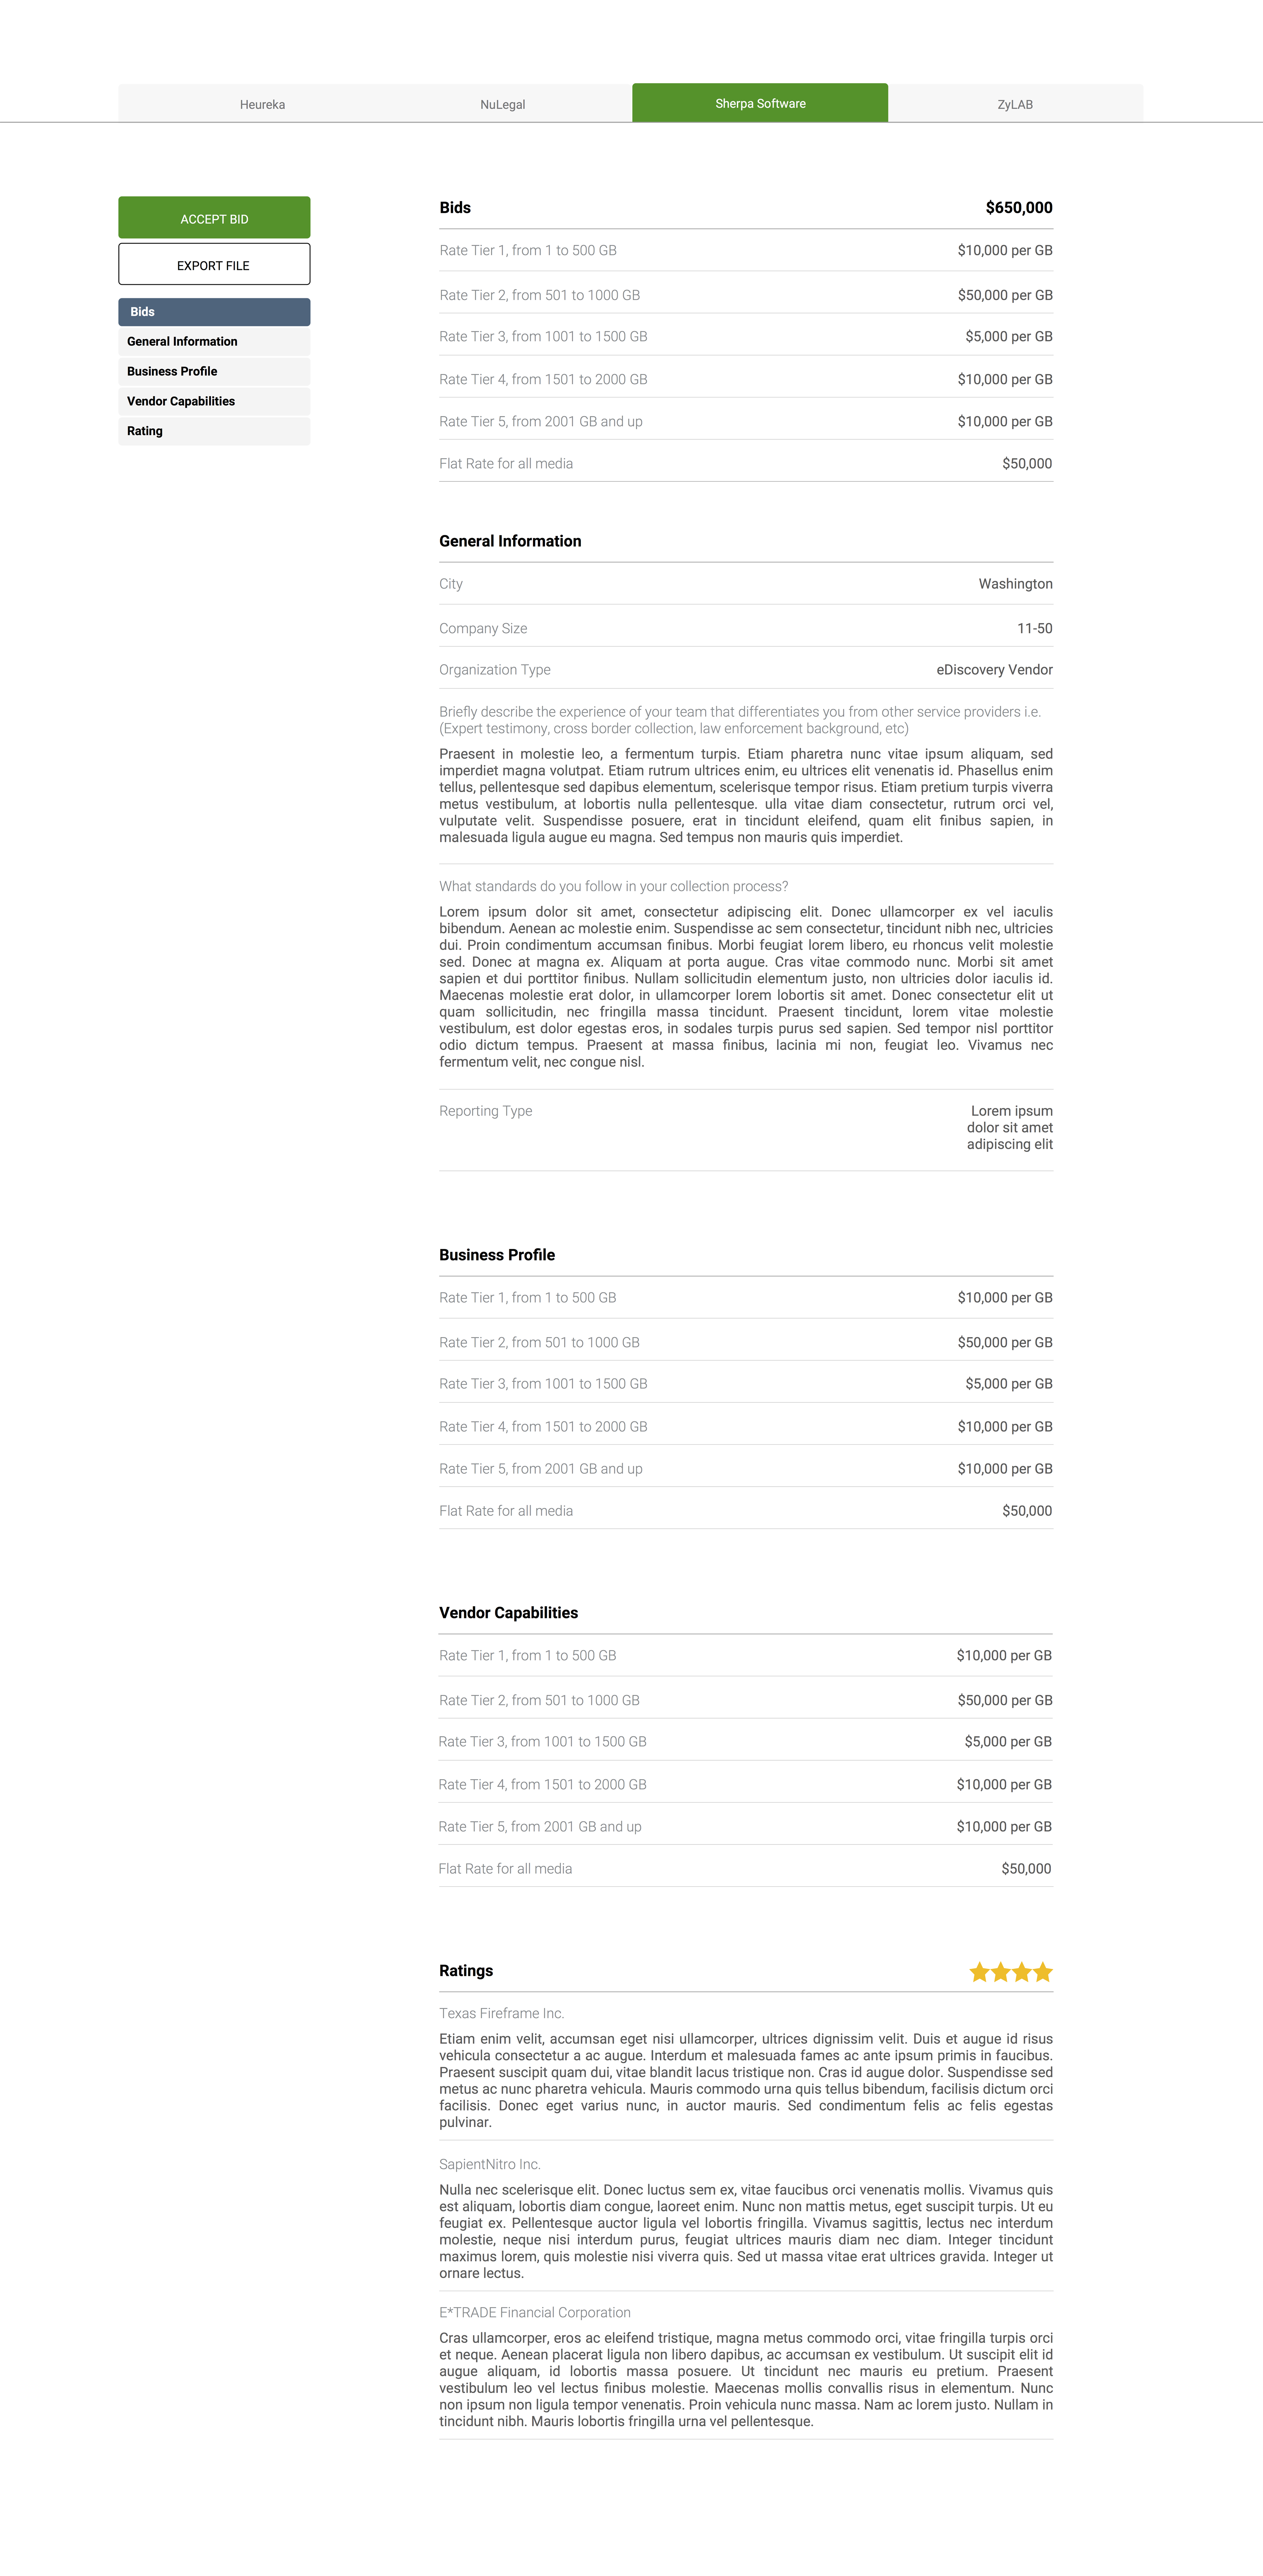 Heureka
NuLegal
Sherpa Software
ZyLAB
ACCEPT BID
EXPORT FILE
Bids
General Information
Business Profile
Vendor Capabilities
Rating
Bids $650,000
Rate Tier 1, from 1 to 500 GB $10,000 per GB
Rate Tier 2, from 501 to 1000 GB $50,000 per GB
Rate Tier 3, from 1001 to 1500 GB $5,000 per GB
Rate Tier 4, from 1501 to 2000 GB $10,000 per GB
Rate Tier 5, from 2001 GB and up $10,000 per GB
Flat Rate for all media $50,000
General Information
City Washington
Company Size 11-50
Organization Type eDiscovery Vendor
Briefly describe the experience of your team that differentiates you from other service providers i.e.
(Expert testimony, cross border collection, law enforcement background, etc)
Praesent in molestie leo, a fermentum turpis. Etiam pharetra nunc vitae ipsum aliquam, sed
imperdiet magna volutpat. Etiam rutrum ultrices enim, eu ultrices elit venenatis id. Phasellus enim
tellus, pellentesque sed dapibus elementum, scelerisque tempor risus. Etiam pretium turpis viverra
metus vestibulum, at lobortis nulla pellentesque. ulla vitae diam consectetur, rutrum orci vel,
vulputate velit. Suspendisse posuere, erat in tincidunt eleifend, quam elit finibus sapien, in
malesuada ligula augue eu magna. Sed tempus non mauris quis imperdiet.
What standards do you follow in your collection process?
Lorem ipsum dolor sit amet, consectetur adipiscing elit. Donec ullamcorper ex vel iaculis
bibendum. Aenean ac molestie enim. Suspendisse ac sem consectetur, tincidunt nibh nec, ultricies
dui. Proin condimentum accumsan finibus. Morbi feugiat lorem libero, eu rhoncus velit molestie
sed. Donec at magna ex. Aliquam at porta augue. Cras vitae commodo nunc. Morbi sit amet
sapien et dui porttitor finibus. Nullam sollicitudin elementum justo, non ultricies dolor iaculis id.
Maecenas molestie erat dolor, in ullamcorper lorem lobortis sit amet. Donec consectetur elit ut
quam sollicitudin, nec fringilla massa tincidunt. Praesent tincidunt, lorem vitae molestie
vestibulum, est dolor egestas eros, in sodales turpis purus sed sapien. Sed tempor nisl porttitor
odio dictum tempus. Praesent at massa finibus, lacinia mi non, feugiat leo. Vivamus nec
fermentum velit, nec congue nisl.
Reporting Type Lorem ipsum
dolor sit amet
adipiscing elit
Business Profile
Rate Tier 1, from 1 to 500 GB $10,000 per GB
Rate Tier 2, from 501 to 1000 GB $50,000 per GB
Rate Tier 3, from 1001 to 1500 GB $5,000 per GB
Rate Tier 4, from 1501 to 2000 GB $10,000 per GB
Rate Tier 5, from 2001 GB and up $10,000 per GB
Flat Rate for all media $50,000
Vendor Capabilities
Rate Tier 1, from 1 to 500 GB $10,000 per GB
Rate Tier 2, from 501 to 1000 GB $50,000 per GB
Rate Tier 3, from 1001 to 1500 GB $5,000 per GB
Rate Tier 4, from 1501 to 2000 GB $10,000 per GB
Rate Tier 5, from 2001 GB and up $10,000 per GB
Flat Rate for all media $50,000
Ratings
Texas Fireframe Inc.
Etiam enim velit, accumsan eget nisi ullamcorper, ultrices dignissim velit. Duis et augue id risus
vehicula consectetur a ac augue. Interdum et malesuada fames ac ante ipsum primis in faucibus.
Praesent suscipit quam dui, vitae blandit lacus tristique non. Cras id augue dolor. Suspendisse sed
metus ac nunc pharetra vehicula. Mauris commodo urna quis tellus bibendum, facilisis dictum orci
facilisis. Donec eget varius nunc, in auctor mauris. Sed condimentum felis ac felis egestas
pulvinar.
SapientNitro Inc.
Nulla nec scelerisque elit. Donec luctus sem ex, vitae faucibus orci venenatis mollis. Vivamus quis
est aliquam, lobortis diam congue, laoreet enim. Nunc non mattis metus, eget suscipit turpis. Ut eu
feugiat ex. Pellentesque auctor ligula vel lobortis fringilla. Vivamus sagittis, lectus nec interdum
molestie, neque nisi interdum purus, feugiat ultrices mauris diam nec diam. Integer tincidunt
maximus lorem, quis molestie nisi viverra quis. Sed ut massa vitae erat ultrices gravida. Integer ut
ornare lectus.
E*TRADE Financial Corporation
Cras ullamcorper, eros ac eleifend tristique, magna metus commodo orci, vitae fringilla turpis orci
et neque. Aenean placerat ligula non libero dapibus, ac accumsan ex vestibulum. Ut suscipit elit id
augue aliquam, id lobortis massa posuere. Ut tincidunt nec mauris eu pretium. Praesent
vestibulum leo vel lectus finibus molestie. Maecenas mollis convallis risus in elementum. Nunc
non ipsum non ligula tempor venenatis. Proin vehicula nunc massa. Nam ac lorem justo. Nullam in
tincidunt nibh. Mauris lobortis fringilla urna vel pellentesque.